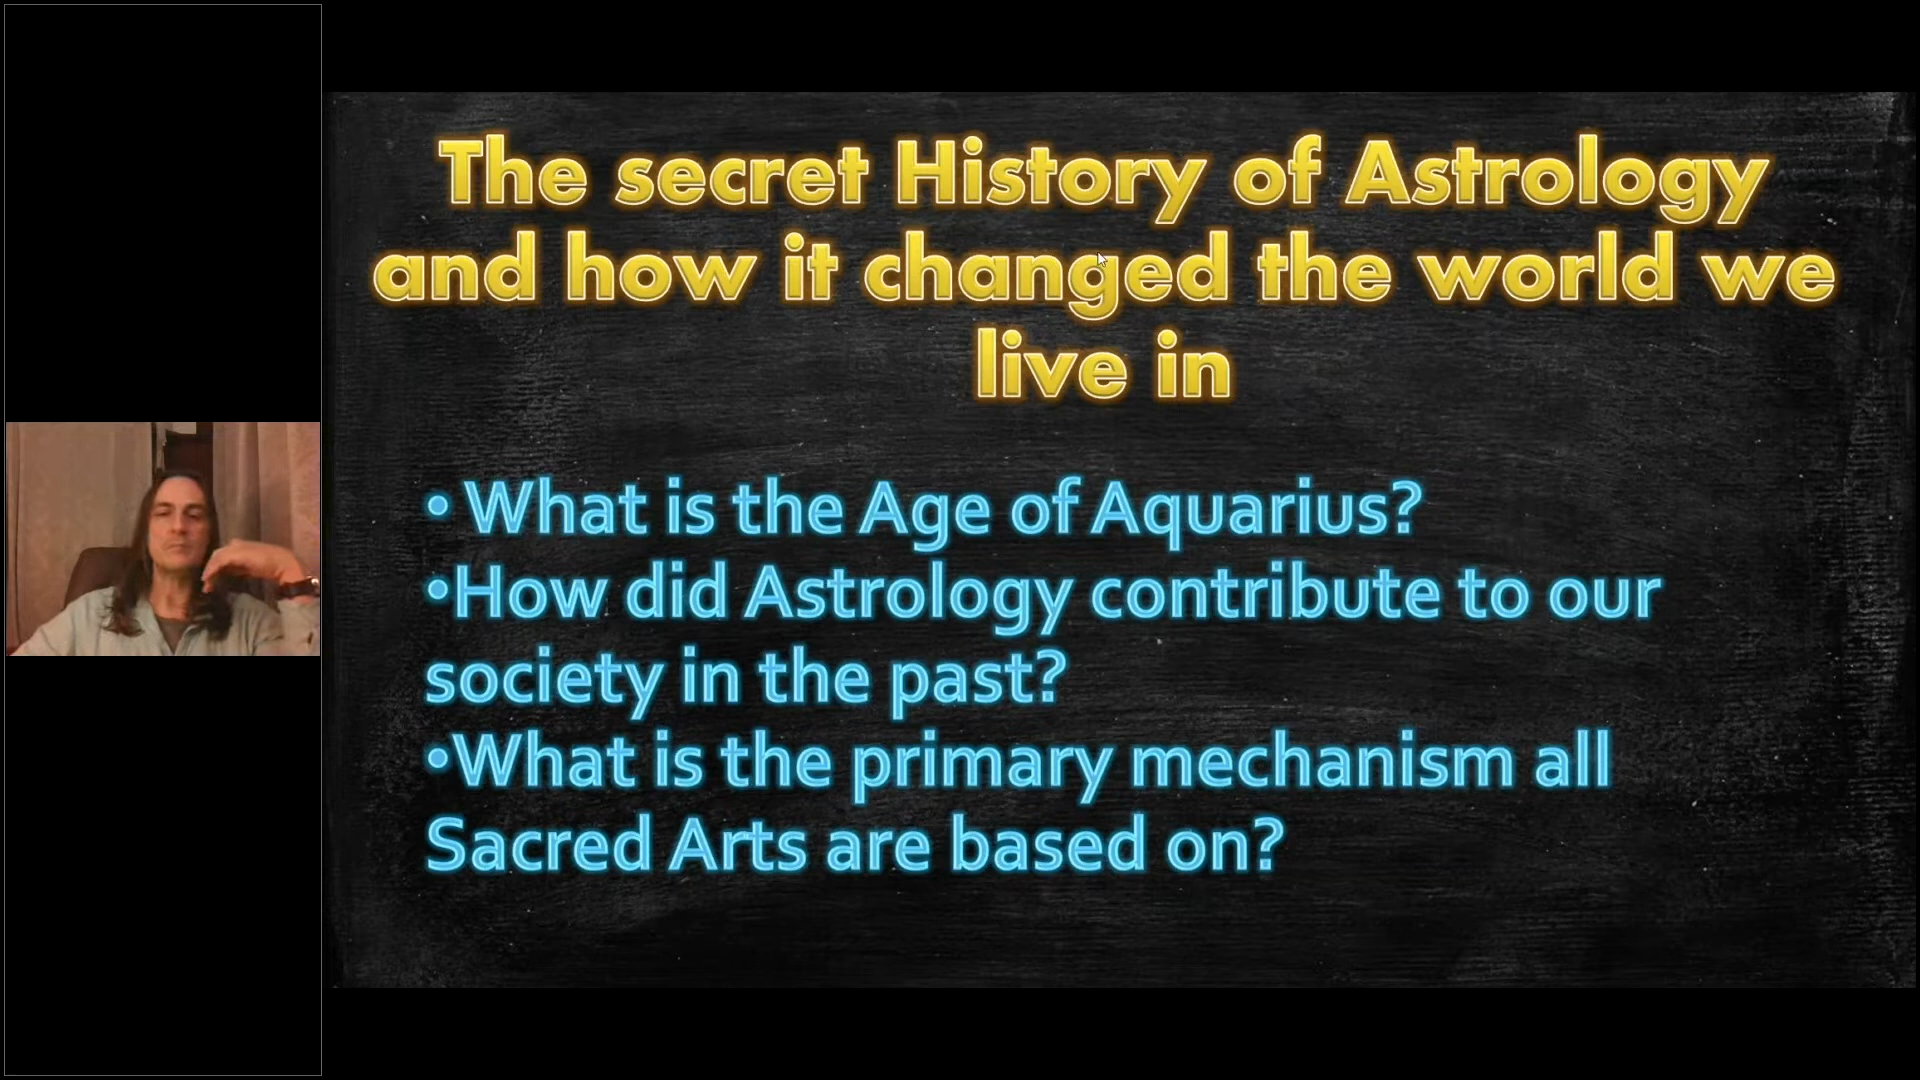 The secret History of Astrology
and how it changed the world we
live in
• What is the Age of Aquarius?
•How did Astrology contribute to our
society in the past?
•What is the primary mechanism all
Sacred Arts are based on?